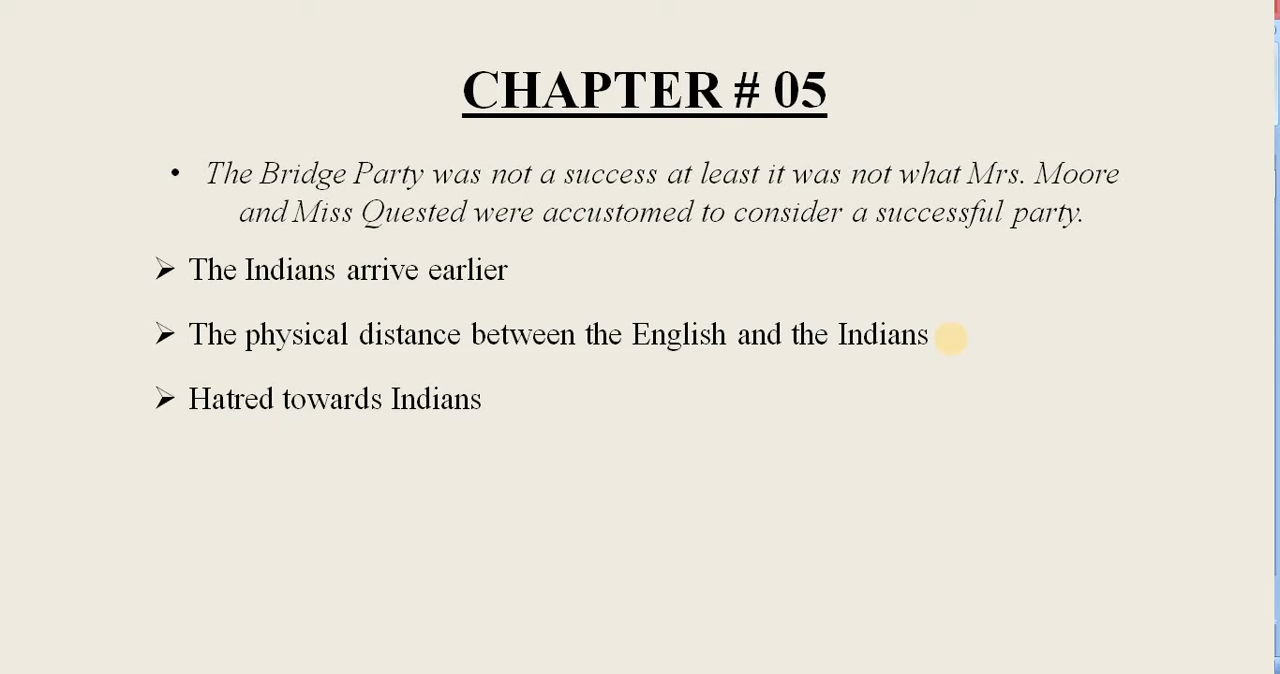 CHAPTER # 05
• The Bridge Party was not a success at least it was not what Mrs. Moore
and Miss Quested were accustomed to consider a successful party.
➢ The Indians arrive earlier
➢ The physical distance between the English and the Indians
➢ Hatred towards Indians